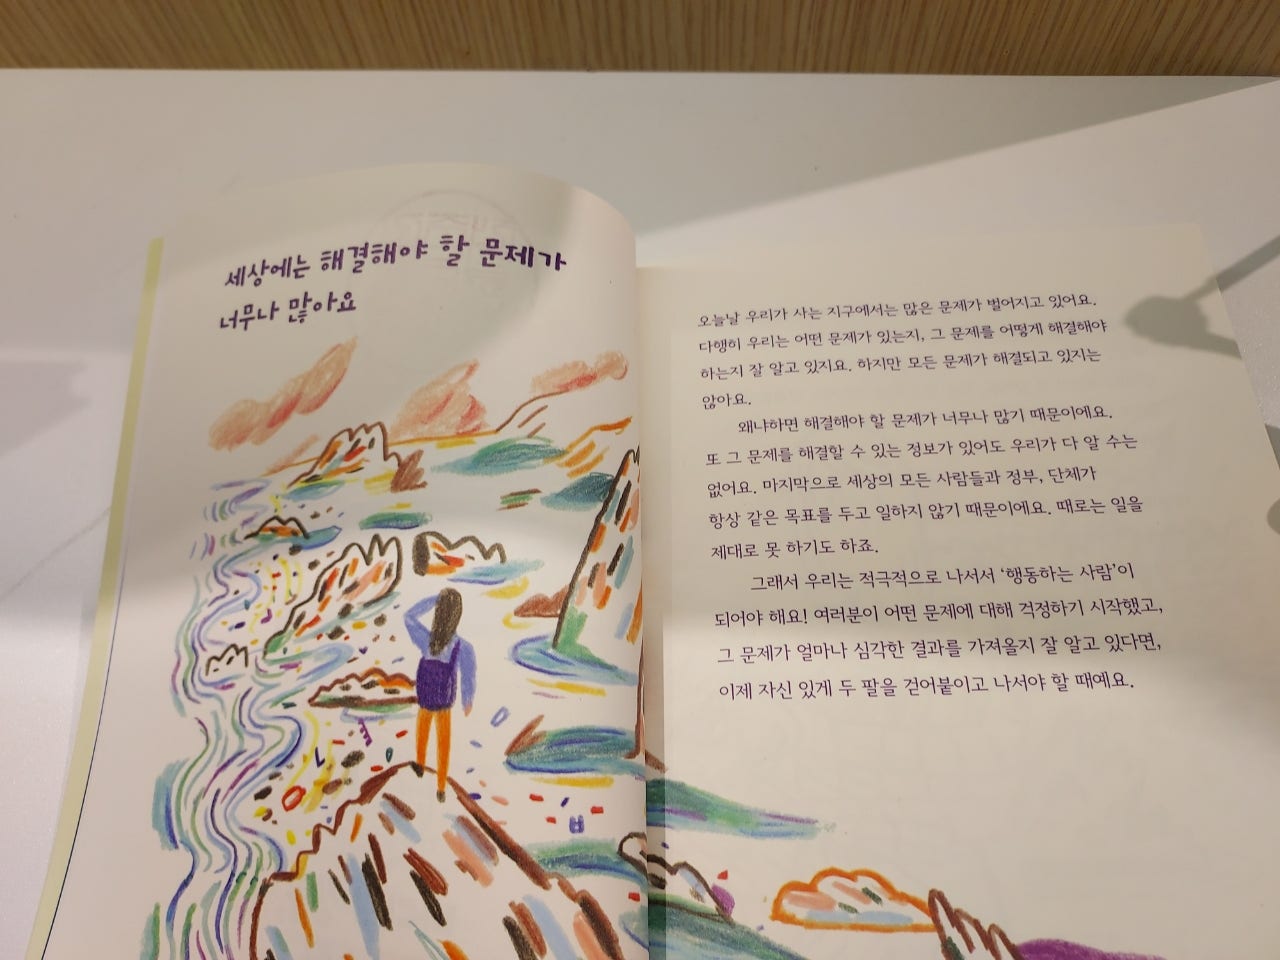 세상에는 해결해야 할 문제가
너무나 많아요
오늘날 우리가 사는 지구에서는 많은 문제가 벌어지고 있어요.
다행히 우리는 어떤 문제가 있는지, 그 문제를 어떻게 해결해야
하는지 잘 알고 있지요. 하지만 모든 문제가 해결되고 있지는
않아요.
왜냐하면 해결해야 할 문제가 너무나 많기 때문이에요.
또 그 문제를 해결할 수 있는 정보가 있어도 우리가 다 알 수는
없어요. 마지막으로 세상의 모든 사람들과 정부, 단체가
항상 같은 목표를 두고 일하지 않기 때문이에요. 때로는 일을
제대로 못 하기도 하죠.
그래서 우리는 적극적으로 나서서 ‘행동하는 사람’이
되어야 해요! 여러분이 어떤 문제에 대해 걱정하기 시작했고,
그 문제가 얼마나 심각한 결과를 가져올지 잘 알고 있다면,
이제 자신 있게 두 팔을 걷어붙이고 나서야 할 때예요.